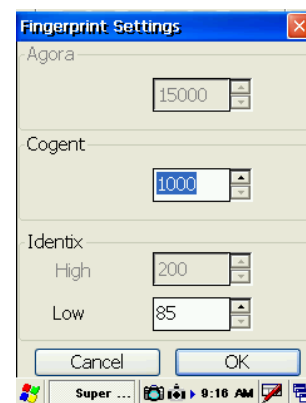 Fingerprint Settings
Agora
15000
Cogent
1000
Identix
High 200
Low 85
Cancel OK
Super ... 9:16 AM